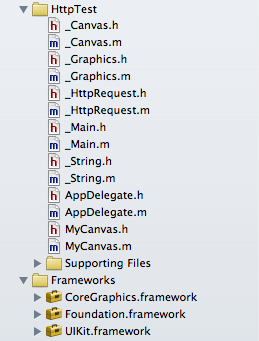 HttpTest
h _Canvas.h
m _Canvas.m
h _Graphics.h
m _Graphics.m
h _HttpRequest.h
m _HttpRequest.m
h _Main.h
m _Main.m
h _String.h
m _String.m
h AppDelegate.h
m AppDelegate.m
h MyCanvas.h
m MyCanvas.m
Supporting Files
Frameworks
CoreGraphics.framework
Foundation.framework
UIKit.framework